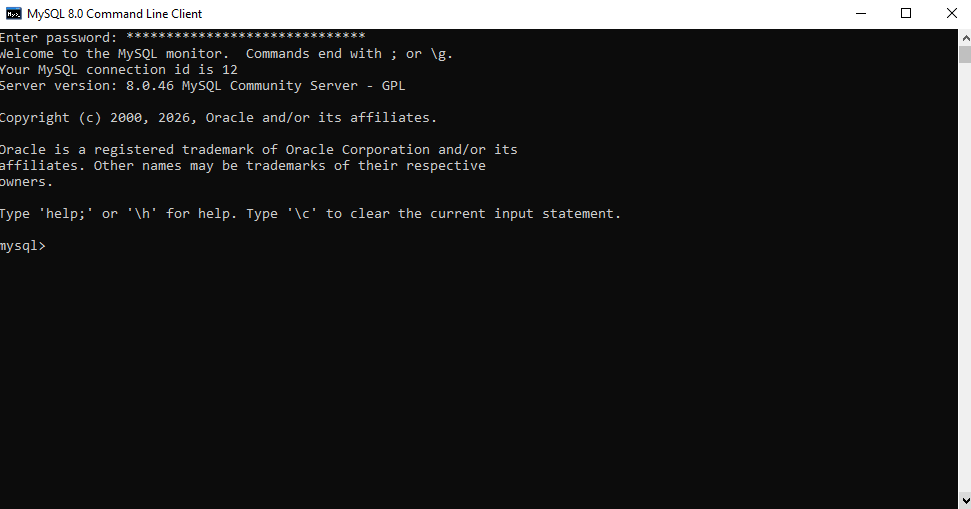 MySQL 8.0 Command Line Client
Enter password: ******************************
Welcome to the MySQL monitor.  Commands end with ; or \g.
Your MySQL connection id is 12
Server version: 8.0.46 MySQL Community Server - GPL
Copyright (c) 2000, 2026, Oracle and/or its affiliates.
Oracle is a registered trademark of Oracle Corporation and/or its
affiliates. Other names may be trademarks of their respective
owners.
Type 'help;' or '\h' for help. Type '\c' to clear the current input statement.
mysql>